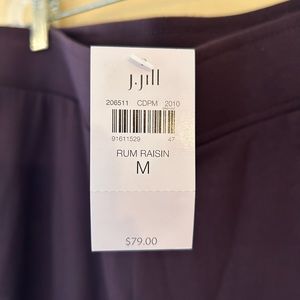 J.Jill
206511 CDPM 2010
91611529 47
RUM RAISIN
M
$79.00